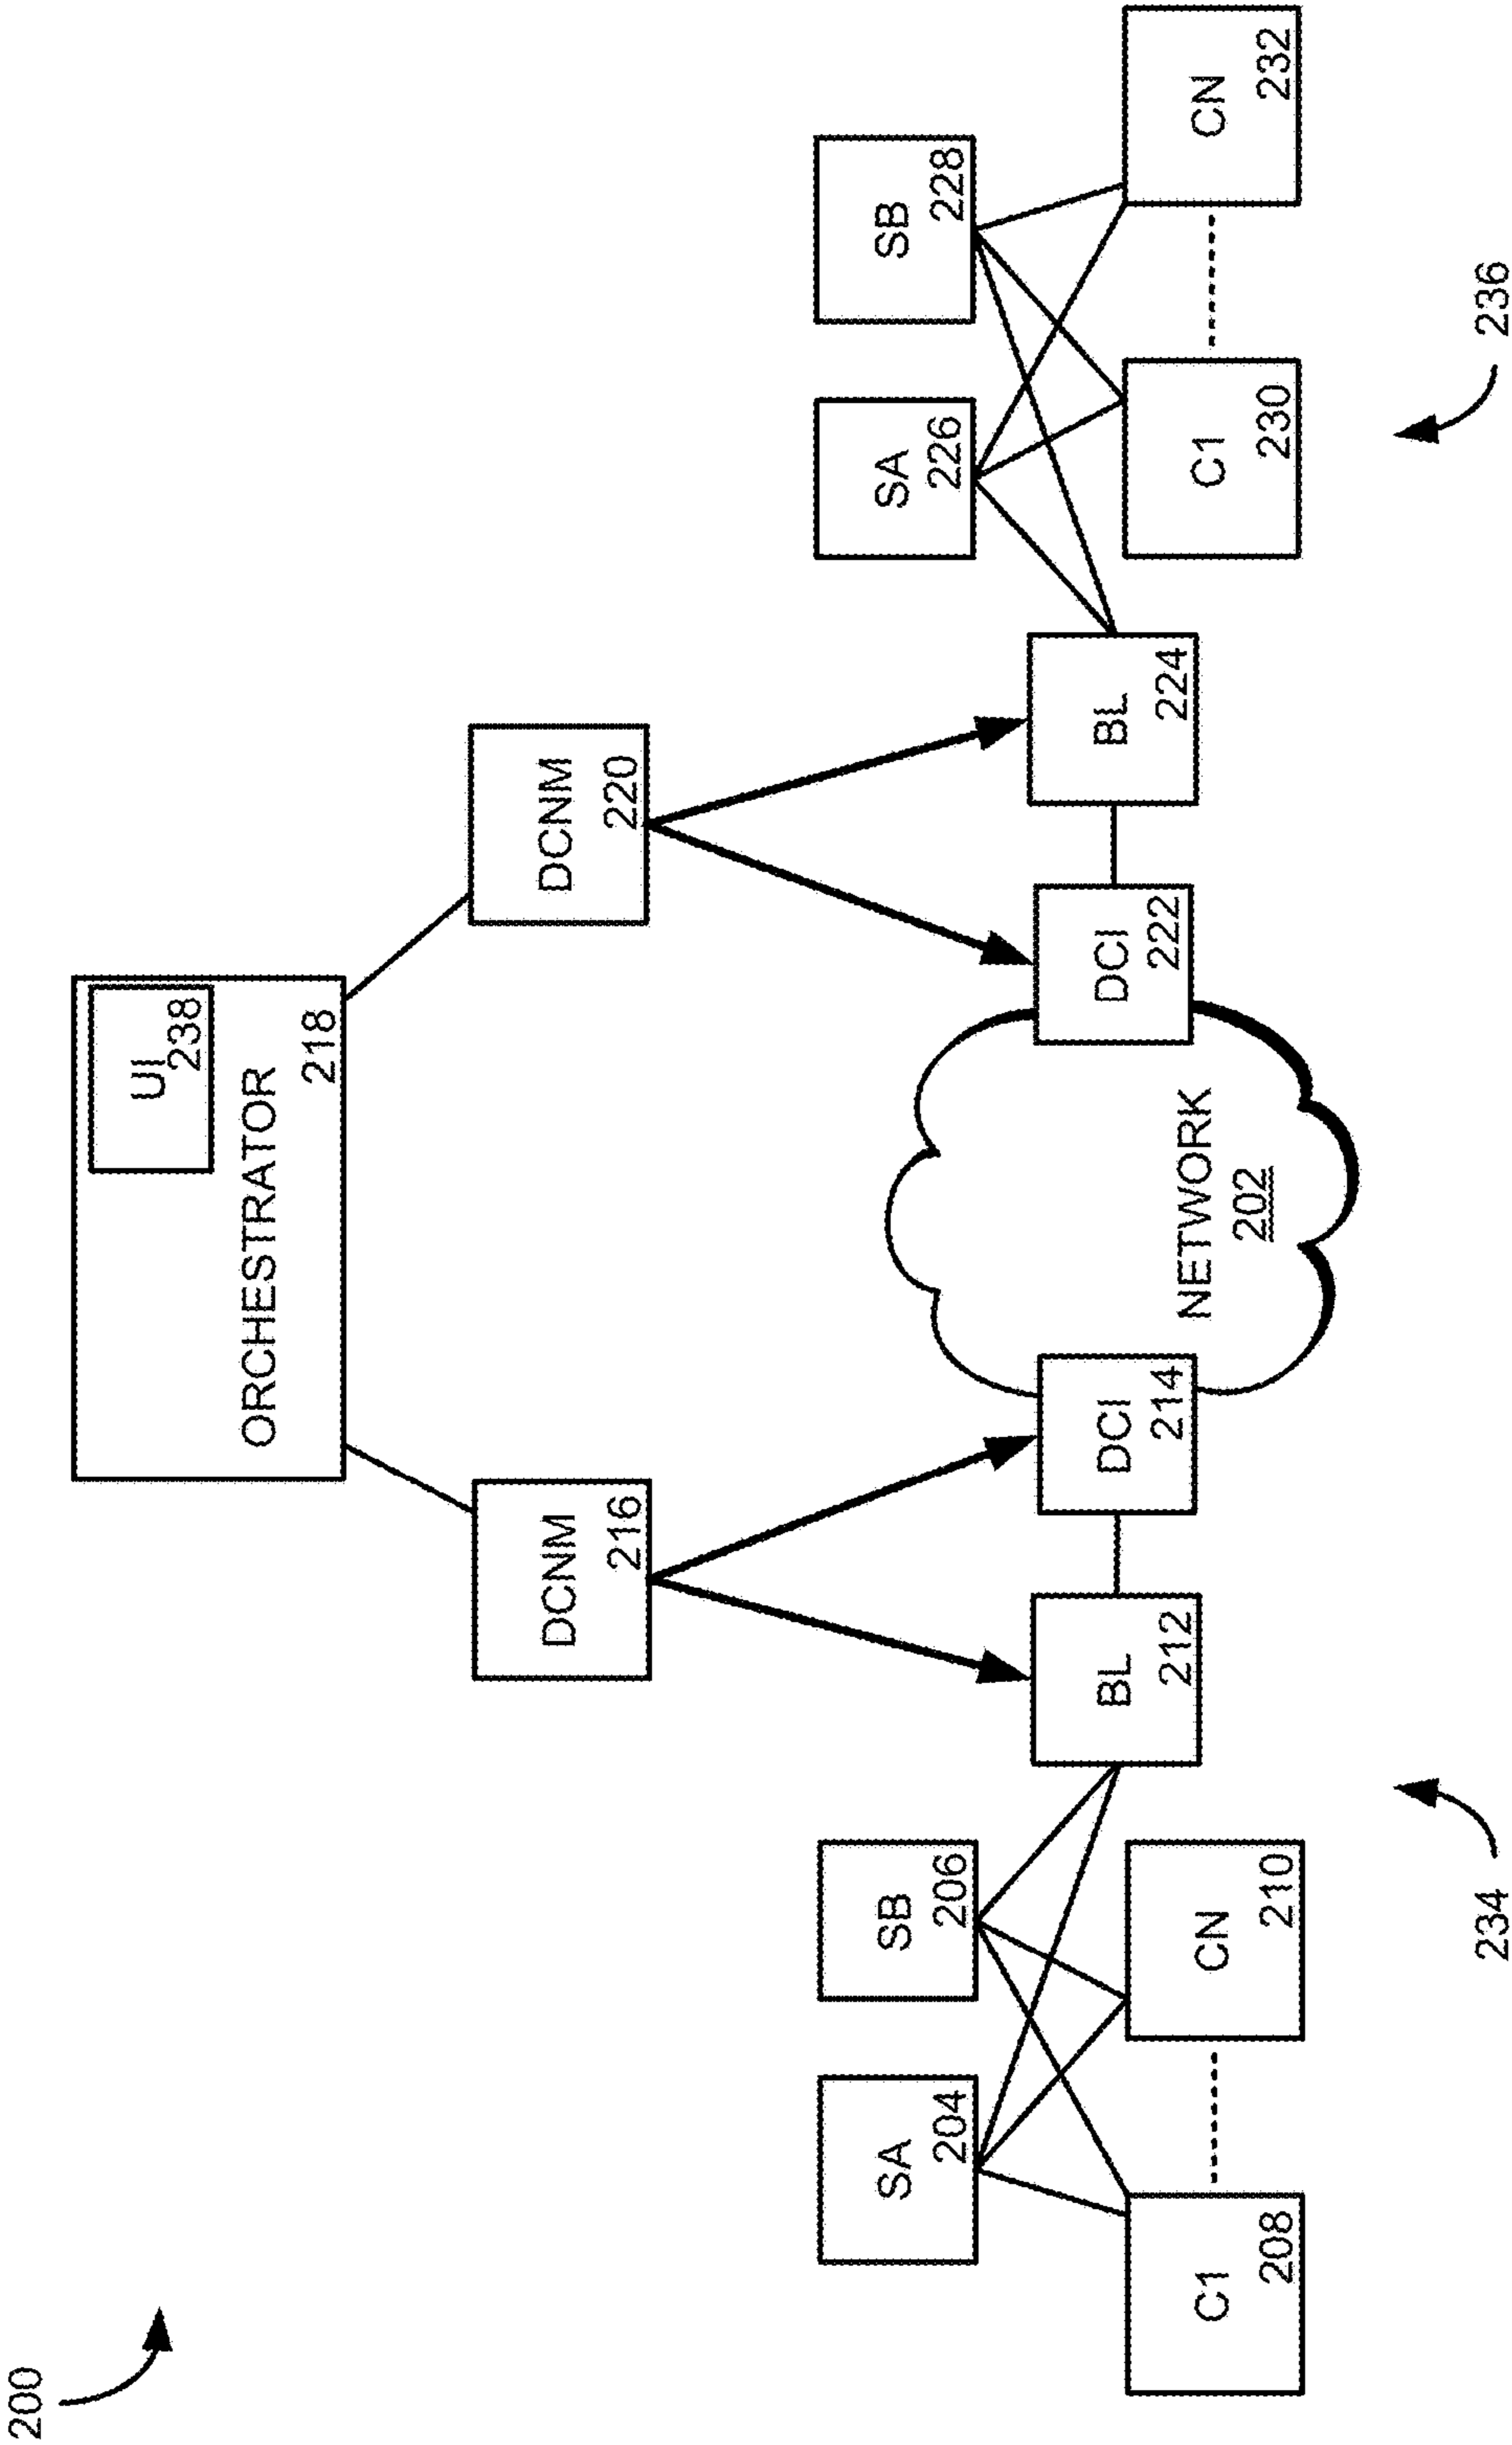 200
UI
238
ORCHESTRATOR
218
DCNM
216
DCNM
220
SA
204
SB
206
SA
226
SB
228
BL
212
DCI
214
NETWORK
202
DCI
222
BL
224
C1
208
CN
210
C1
230
CN
232
234
236